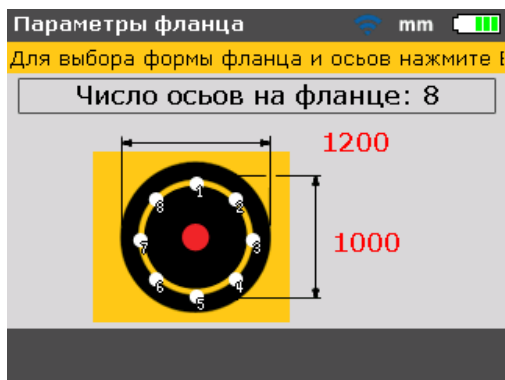 Параметры фланца mm
Для выбора формы фланца и осьов нажмите
Число осьов на фланце: 8
1200
1
8 2
7 3 1000
6 4
5